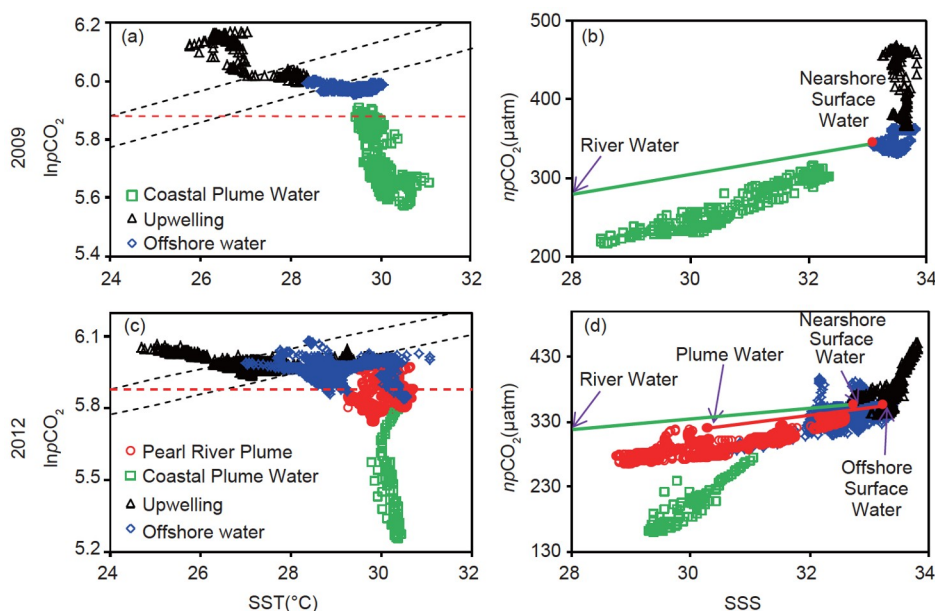 2009
(a)
lnpCO2
6.2
6.0
5.8
5.6
5.4
24 26 28 30 32
Coastal Plume Water
Upwelling
Offshore water
(b)
npCO2(µatm)
500
400
300
200
28 30 32 34
River Water
Nearshore
Surface
Water
2012
(c)
lnpCO2
6.1
5.8
5.5
5.2
24 26 28 30 32
SST(°C)
Pearl River Plume
Coastal Plume Water
Upwelling
Offshore water
(d)
npCO2(µatm)
430
330
230
130
28 30 32 34
SSS
River Water
Plume Water
Nearshore
Surface
Water
Offshore
Surface
Water